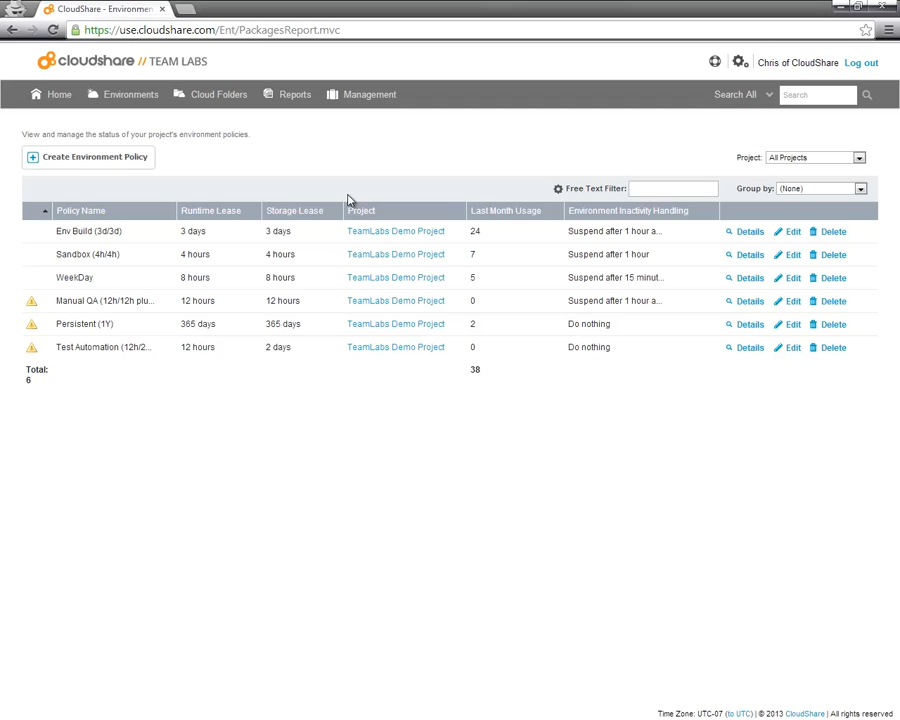 CloudShare - Environmen
https://use.cloudshare.com/Ent/PackagesReport.mvc
cloudshare // TEAM LABS
Chris of CloudShare Log out
Home Environments Cloud Folders Reports Management Search All Search
View and manage the status of your project's environment policies.
Create Environment Policy Project: All Projects
Free Text Filter: Group by: (None)
Policy Name Runtime Lease Storage Lease Project Last Month Usage Environment Inactivity Handling
Env Build (3d/3d) 3 days 3 days TeamLabs Demo Project 24 Suspend after 1 hour a... Details Edit Delete
Sandbox (4h/4h) 4 hours 4 hours TeamLabs Demo Project 7 Suspend after 1 hour Details Edit Delete
WeekDay 8 hours 8 hours TeamLabs Demo Project 5 Suspend after 15 minut... Details Edit Delete
Manual QA (12h/12h plu... 12 hours 12 hours TeamLabs Demo Project 0 Suspend after 1 hour a... Details Edit Delete
Persistent (1Y) 365 days 365 days TeamLabs Demo Project 2 Do nothing Details Edit Delete
Test Automation (12h/2... 12 hours 2 days TeamLabs Demo Project 0 Do nothing Details Edit Delete
Total: 38
6
Time Zone: UTC-07 (to UTC) | © 2013 CloudShare | All rights reserved